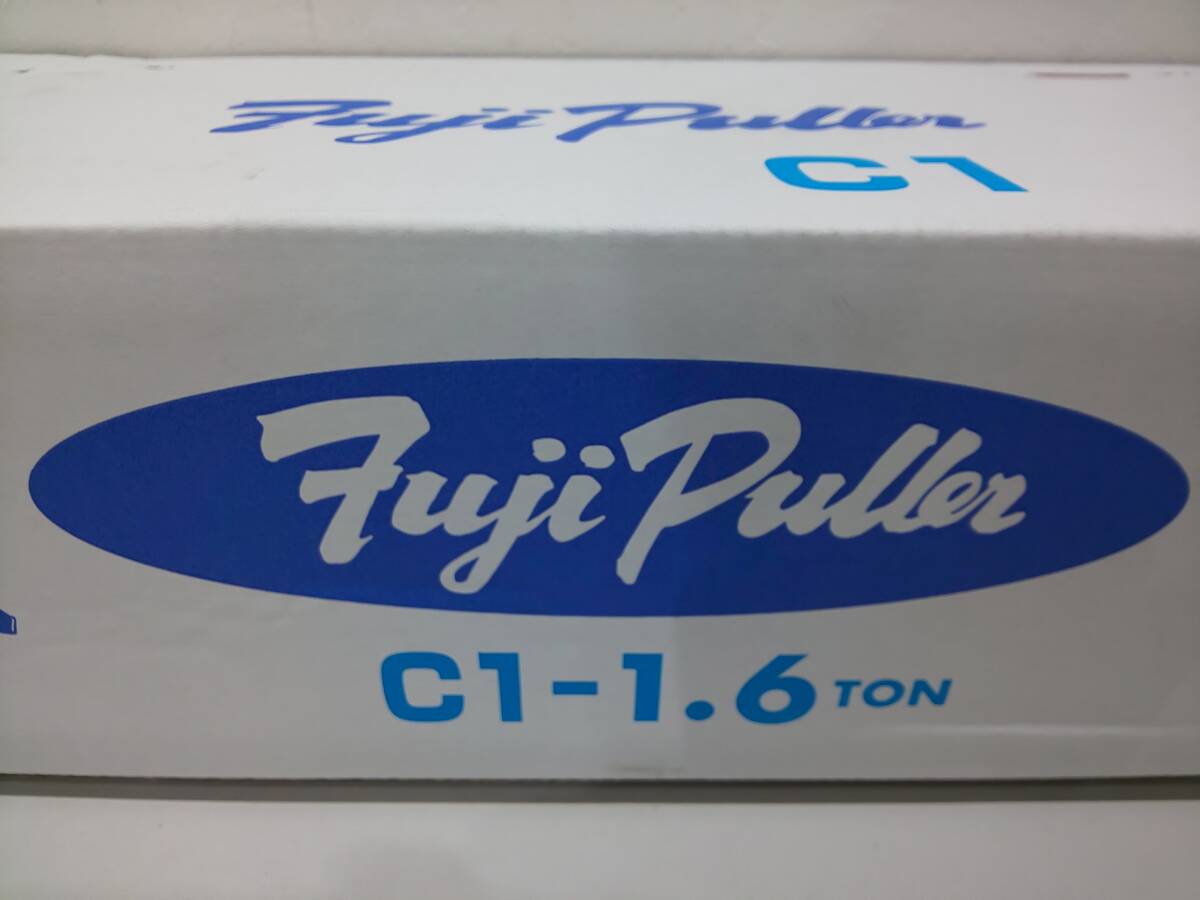 Fuji Puller
C1
Fuji Puller
C1-1.6 TON